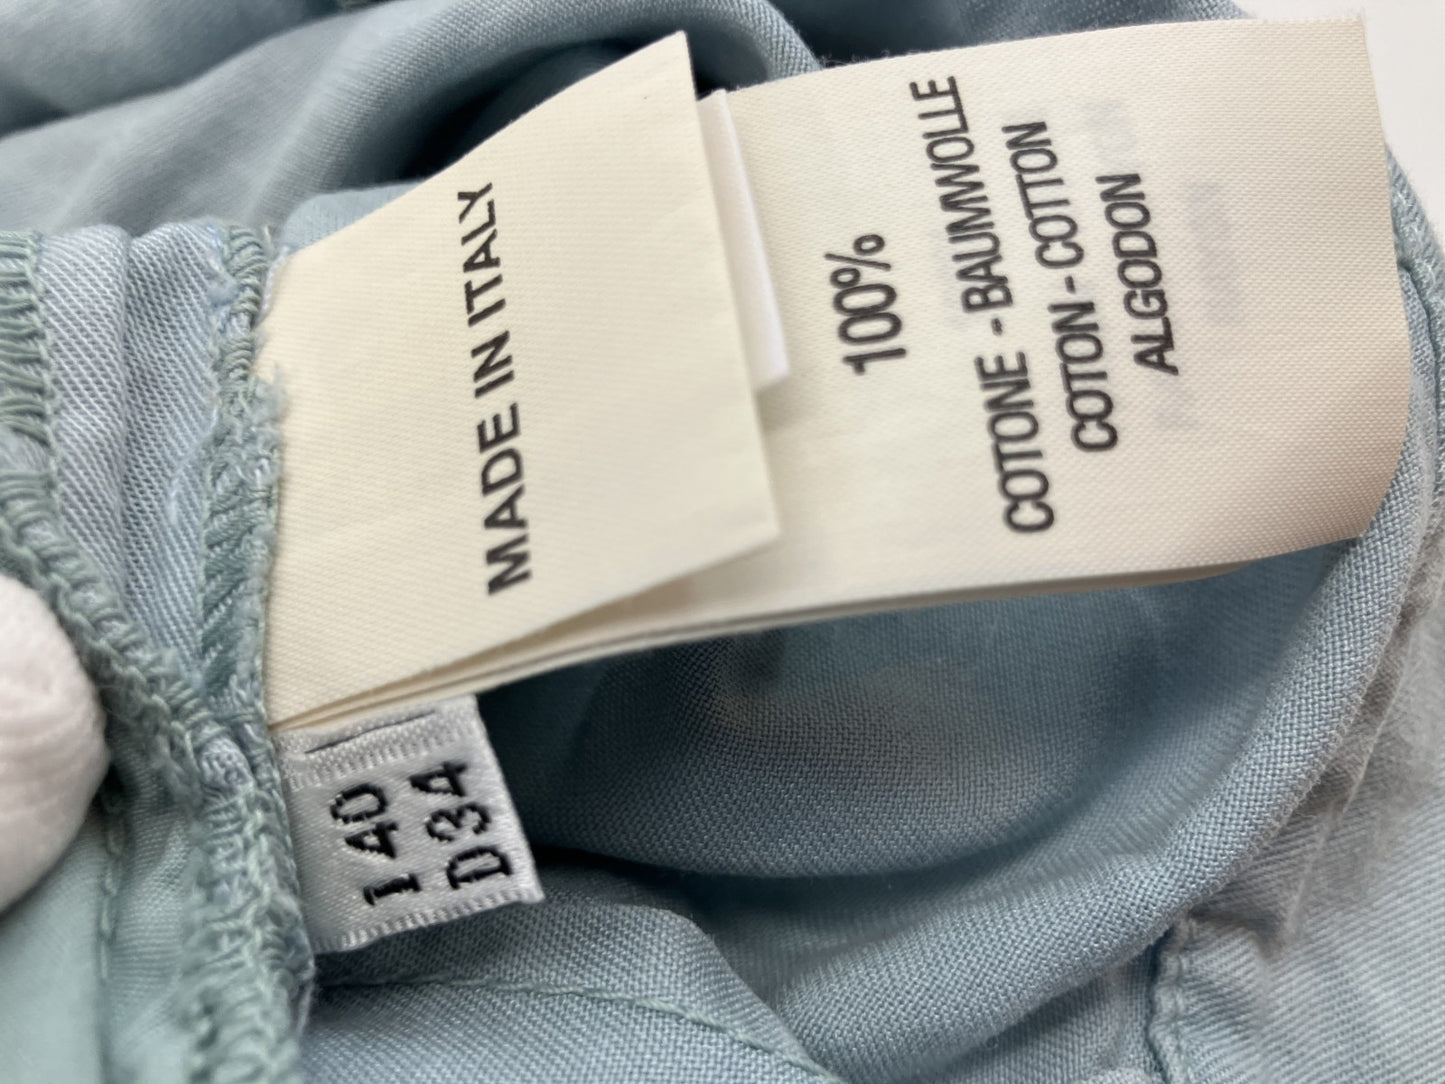 MADE IN ITALY
100%
COTONE - BAUMWOLLE
COTON - COTTON
ALGODON
I 40
D 34